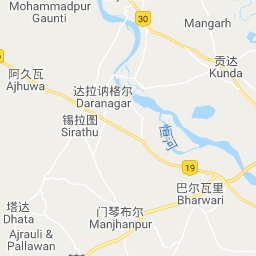 Mohammadpur
Gaunti
30
Mangarh
贡达
Kunda
阿久瓦
Ajhuwa
达拉讷格尔
Daranagar
锡拉图
Sirathu
恒河
19
巴尔瓦里
Bharwari
塔达
Dhata
门琴布尔
Manjhanpur
Ajrauli &
Pallawan